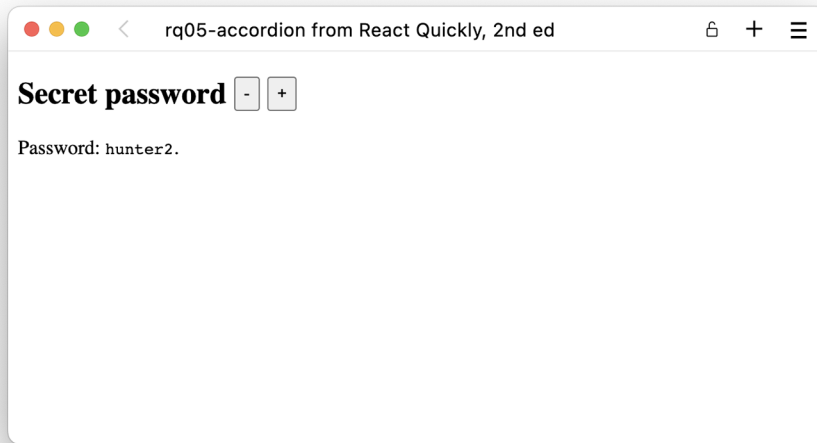 rq05-accordion from React Quickly, 2nd ed
Secret password - +
Password: hunter2.